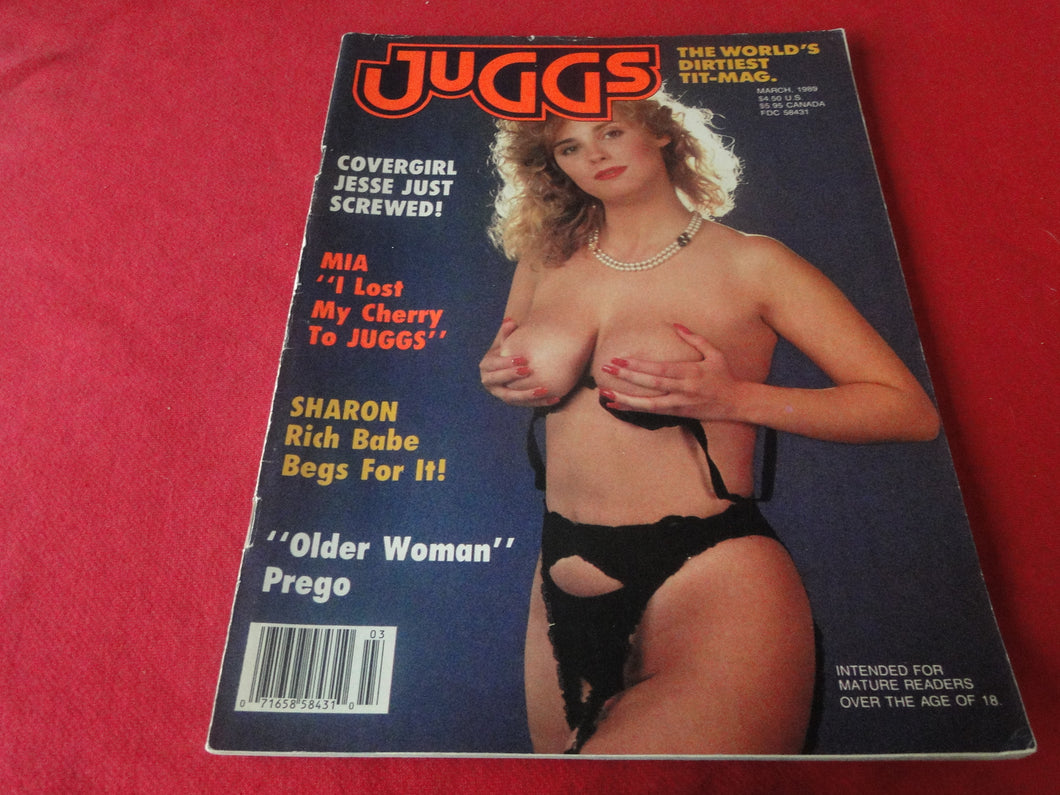 JUGGS
THE WORLD'S
DIRTIEST
TIT-MAG.
MARCH, 1989
$4.50 U.S.
$5.95 CANADA
FDC 58431
COVERGIRL
JESSE JUST
SCREWED!
MIA
''I Lost
My Cherry
To JUGGS''
SHARON
Rich Babe
Begs For It!
''Older Woman''
Prego
03
0 71658 58431 0
INTENDED FOR
MATURE READERS
OVER THE AGE OF 18.